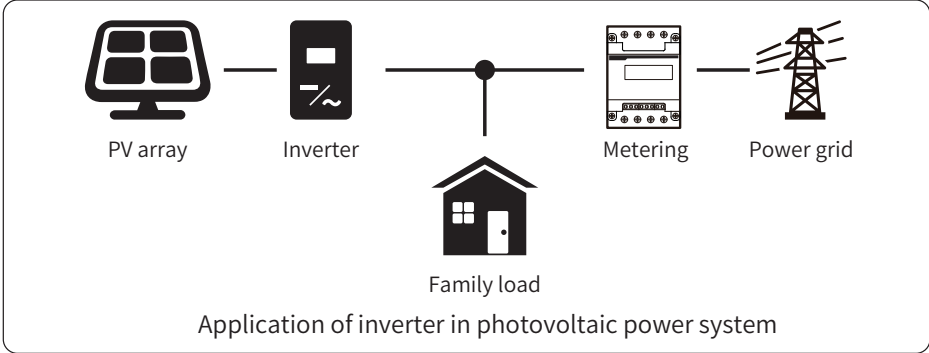 PV array
Inverter
Metering
Power grid
Family load
Application of inverter in photovoltaic power system